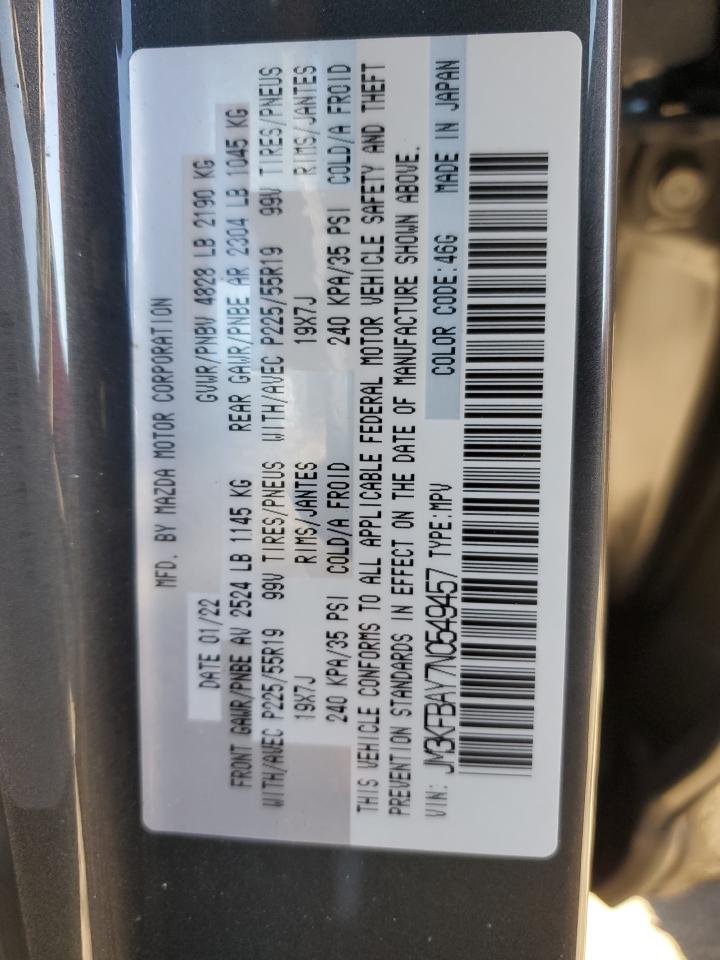 MFD. BY MAZDA MOTOR CORPORATION
DATE 01/22 GVWR/PNBV 4828 LB 2190 KG
FRONT GAWR/PNBE AV 2524 LB 1145 KG REAR GAWR/PNBE AR 2304 LB 1045 KG
WITH/AVEC P225/55R19 99V TIRES/PNEUS WITH/AVEC P225/55R19 99V TIRES/PNEUS
19X7J RIMS/JANTES 19X7J RIMS/JANTES
240 KPA/35 PSI COLD/A FROID 240 KPA/35 PSI COLD/A FROID
THIS VEHICLE CONFORMS TO ALL APPLICABLE FEDERAL MOTOR VEHICLE SAFETY AND THEFT
PREVENTION STANDARDS IN EFFECT ON THE DATE OF MANUFACTURE SHOWN ABOVE.
VIN: JM3KFBAY7N0549457 TYPE:MPV COLOR CODE:46G MADE IN JAPAN